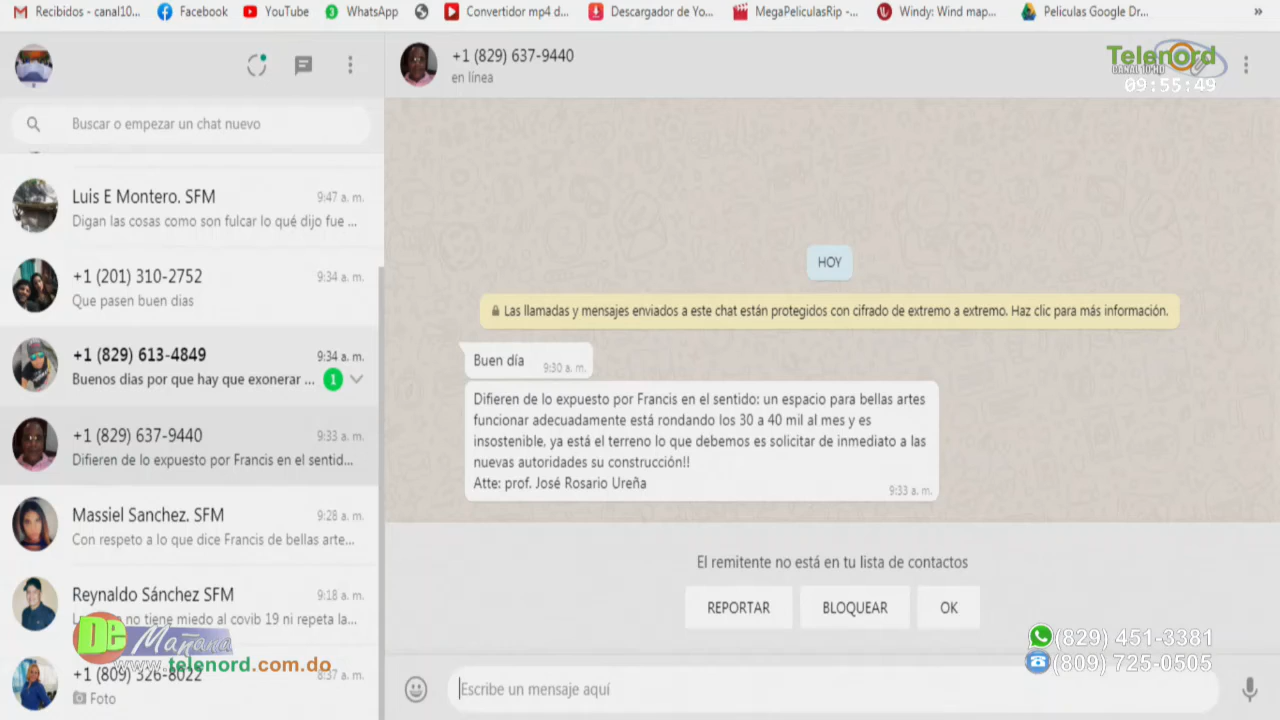 Recibidos - canal10...
Facebook
YouTube
WhatsApp
Convertidor mp4 d...
Descargador de Yo...
MegaPeliculasRip -...
Windy: Wind map...
Peliculas Google Dr...
»
Buscar o empezar un chat nuevo
Luis E Montero. SFM
9:47 a. m.
Digan las cosas como son fulcar lo qué dijo fue ...
+1 (201) 310-2752
9:34 a. m.
Que pasen buen dias
+1 (829) 613-4849
9:34 a. m.
Buenos días por que hay que exonerar ...
1
+1 (829) 637-9440
9:33 a. m.
Difieren de lo expuesto por Francis en el sentid...
Massiel Sanchez. SFM
9:28 a. m.
Con respeto a lo que dice Francis de bellas arte...
Reynaldo Sánchez SFM
9:18 a. m.
no tiene miedo al covib 19 ni repeta la...
+1 (809) 326-8022
8:37 a. m.
Foto
De Mañana
www.telenord.com.do
+1 (829) 637-9440
en línea
Telenord
CANAL 10 HD
09:55:49
HOY
Las llamadas y mensajes enviados a este chat están protegidos con cifrado de extremo a extremo. Haz clic para más información.
Buen día
9:30 a. m.
Difieren de lo expuesto por Francis en el sentido: un espacio para bellas artes
funcionar adecuadamente está rondando los 30 a 40 mil al mes y es
insostenible, ya está el terreno lo que debemos es solicitar de inmediato a las
nuevas autoridades su construcción!!
Atte: prof. José Rosario Ureña
9:33 a. m.
El remitente no está en tu lista de contactos
REPORTAR
BLOQUEAR
OK
(829) 451-3381
(809) 725-0505
Escribe un mensaje aquí